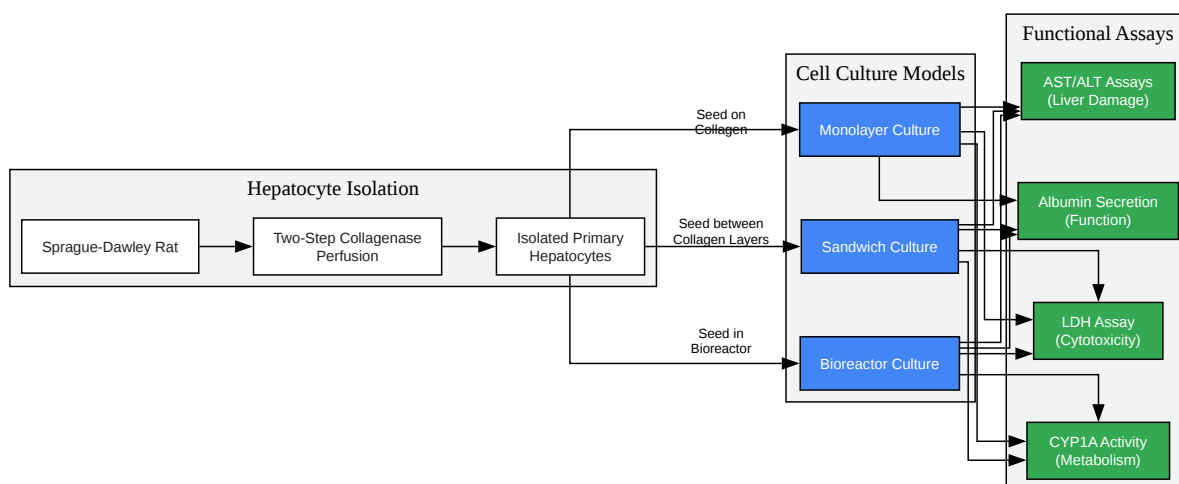 Hepatocyte Isolation
Sprague-Dawley Rat
Two-Step Collagenase
Perfusion
Isolated Primary
Hepatocytes
Seed on
Collagen
Seed between
Collagen Layers
Seed in
Bioreactor
Cell Culture Models
Monolayer Culture
Sandwich Culture
Bioreactor Culture
Functional Assays
AST/ALT Assays
(Liver Damage)
Albumin Secretion
(Function)
LDH Assay
(Cytotoxicity)
CYP1A Activity
(Metabolism)